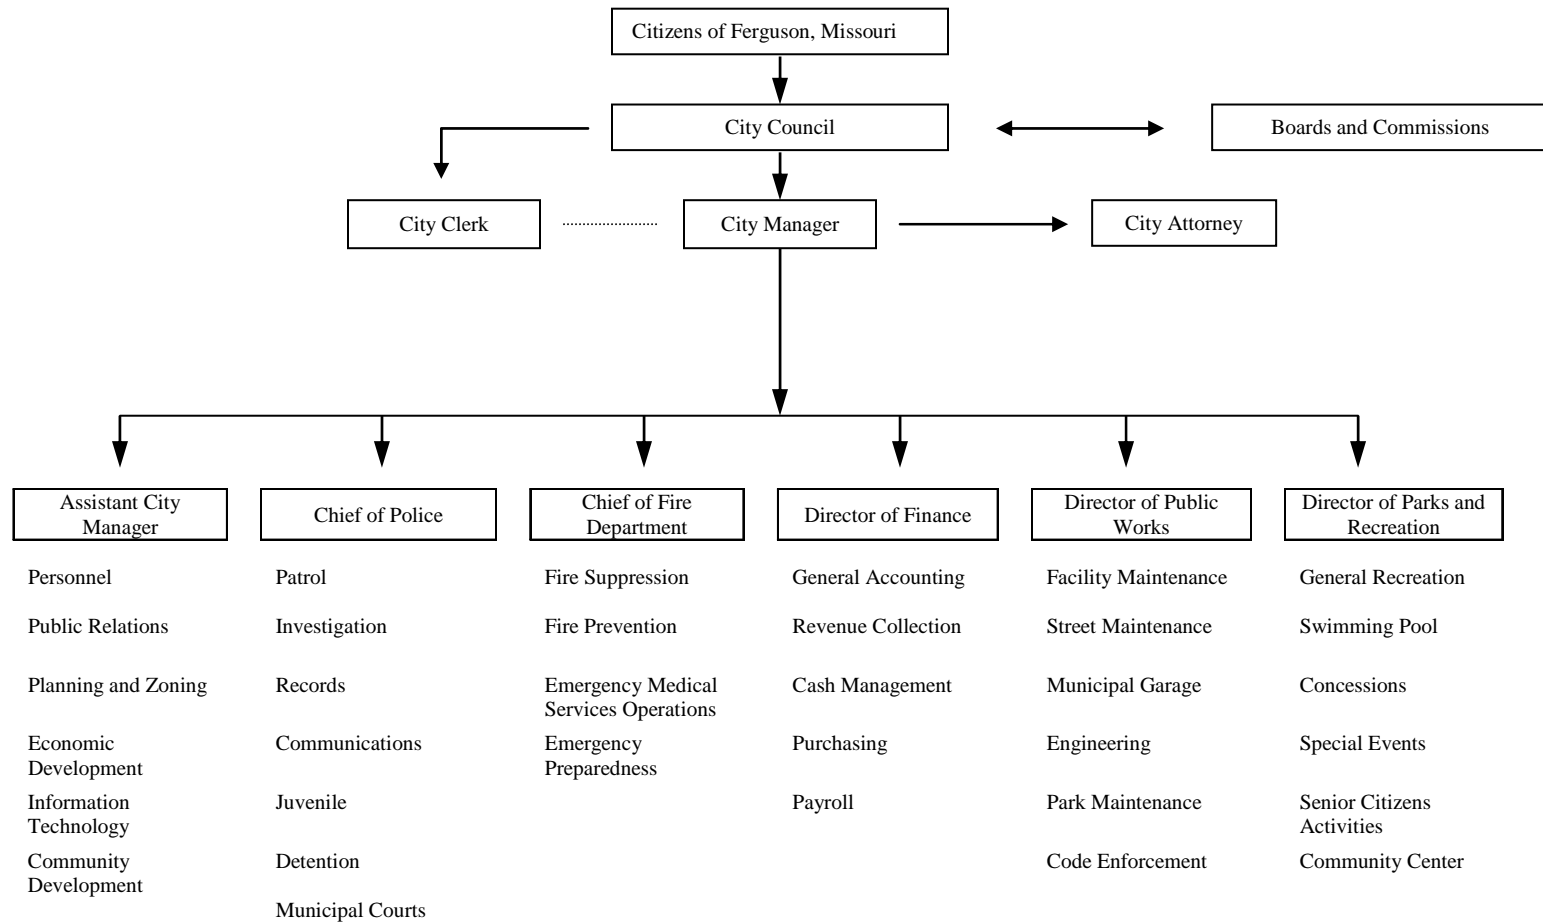 Citizens of Ferguson, Missouri
City Council
Boards and Commissions
City Clerk
City Manager
City Attorney
Assistant City
Manager
Chief of Police
Chief of Fire
Department
Director of Finance
Director of Public
Works
Director of Parks and
Recreation
Personnel
Public Relations
Planning and Zoning
Economic
Development
Information
Technology
Community
Development
Patrol
Investigation
Records
Communications
Juvenile
Detention
Municipal Courts
Fire Suppression
Fire Prevention
Emergency Medical
Services Operations
Emergency
Preparedness
General Accounting
Revenue Collection
Cash Management
Purchasing
Payroll
Facility Maintenance
Street Maintenance
Municipal Garage
Engineering
Park Maintenance
Code Enforcement
General Recreation
Swimming Pool
Concessions
Special Events
Senior Citizens
Activities
Community Center